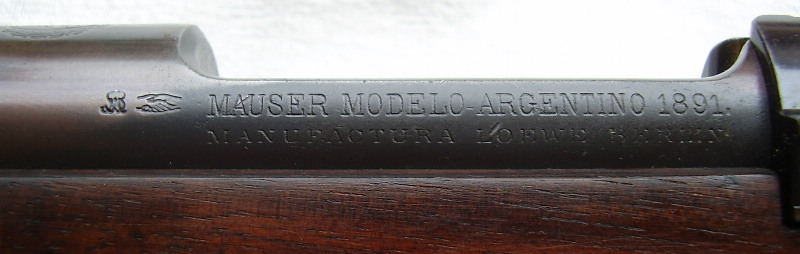 MAUSER MODELO-ARGENTINO 1891.
MANUFACTURA LOEWE BERLIN